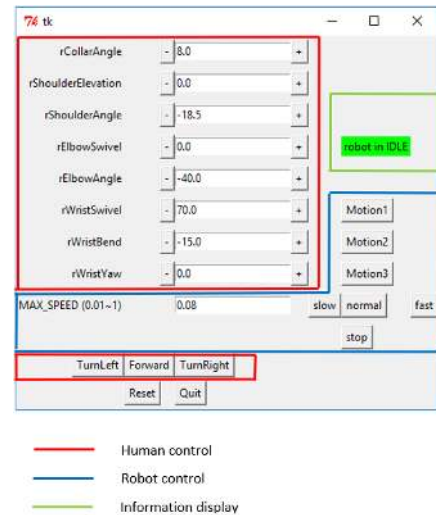 tk
rCollarAngle - 8.0 +
rShoulderElevation - 0.0 +
rShoulderAngle - -18.5 +
rElbowSwivel - 0.0 + robot in IDLE
rElbowAngle - -40.0 +
rWristSwivel - 70.0 + Motion1
rWristBend - -15.0 + Motion2
rWristYaw - 0.0 + Motion3
MAX_SPEED (0.01~1) 0.08 slow normal fast
stop
TurnLeft Forward TurnRight
Reset Quit
Human control
Robot control
Information display